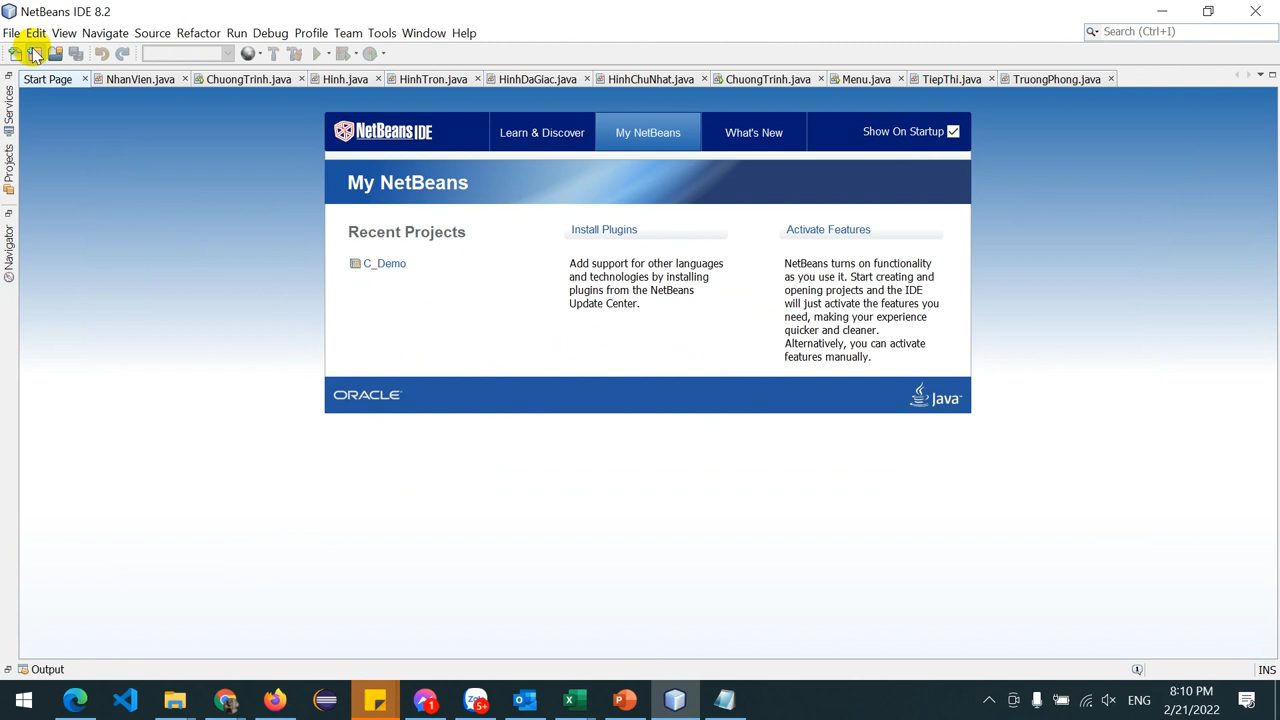 NetBeans IDE 8.2
File Edit View Navigate Source Refactor Run Debug Profile Team Tools Window Help
Search (Ctrl+I)
Start Page NhanVien.java ChuongTrinh.java Hinh.java HinhTron.java HinhDaGiac.java HinhChuNhat.java ChuongTrinh.java Menu.java TiepThi.java TruongPhong.java
Services
Projects
Navigator
NetBeans IDE
Learn & Discover
My NetBeans
What's New
Show On Startup
My NetBeans
Recent Projects
C_Demo
Install Plugins
Add support for other languages
and technologies by installing
plugins from the NetBeans
Update Center.
Activate Features
NetBeans turns on functionality
as you use it. Start creating and
opening projects and the IDE
will just activate the features you
need, making your experience
quicker and cleaner.
Alternatively, you can activate
features manually.
ORACLE
Java
Output
INS
1
5+
ENG
8:10 PM
2/21/2022